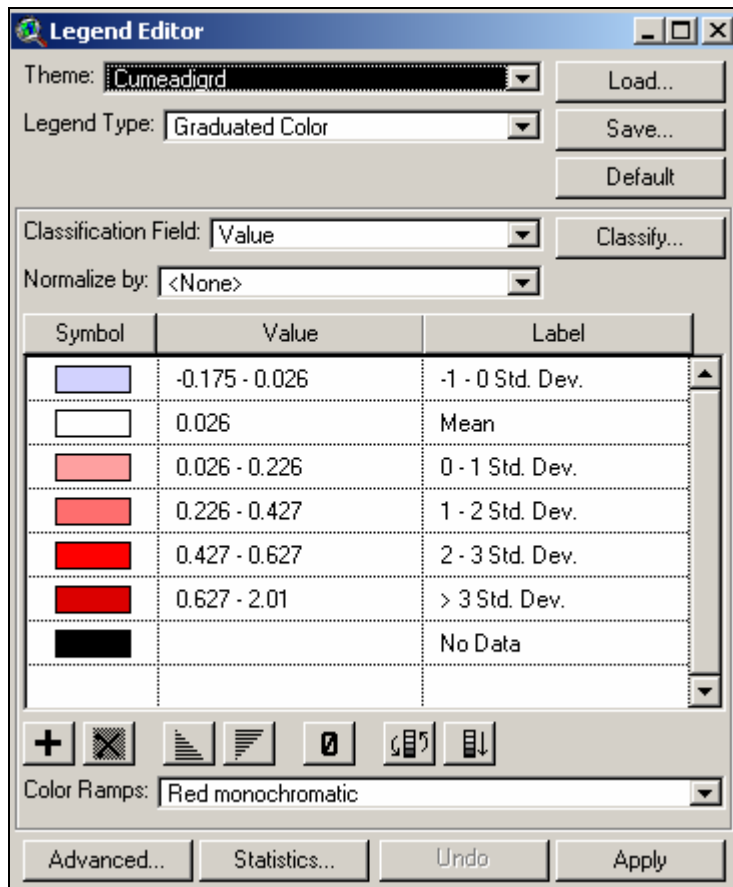 Legend Editor
Theme: Cumeadigrd
Load...
Legend Type: Graduated Color
Save...
Default
Classification Field: Value
Classify...
Normalize by: <None>
Symbol Value Label
-0.175 - 0.026 -1 - 0 Std. Dev.
0.026 Mean
0.026 - 0.226 0 - 1 Std. Dev.
0.226 - 0.427 1 - 2 Std. Dev.
0.427 - 0.627 2 - 3 Std. Dev.
0.627 - 2.01 > 3 Std. Dev.
No Data
0
Color Ramps: Red monochromatic
Advanced... Statistics... Undo Apply